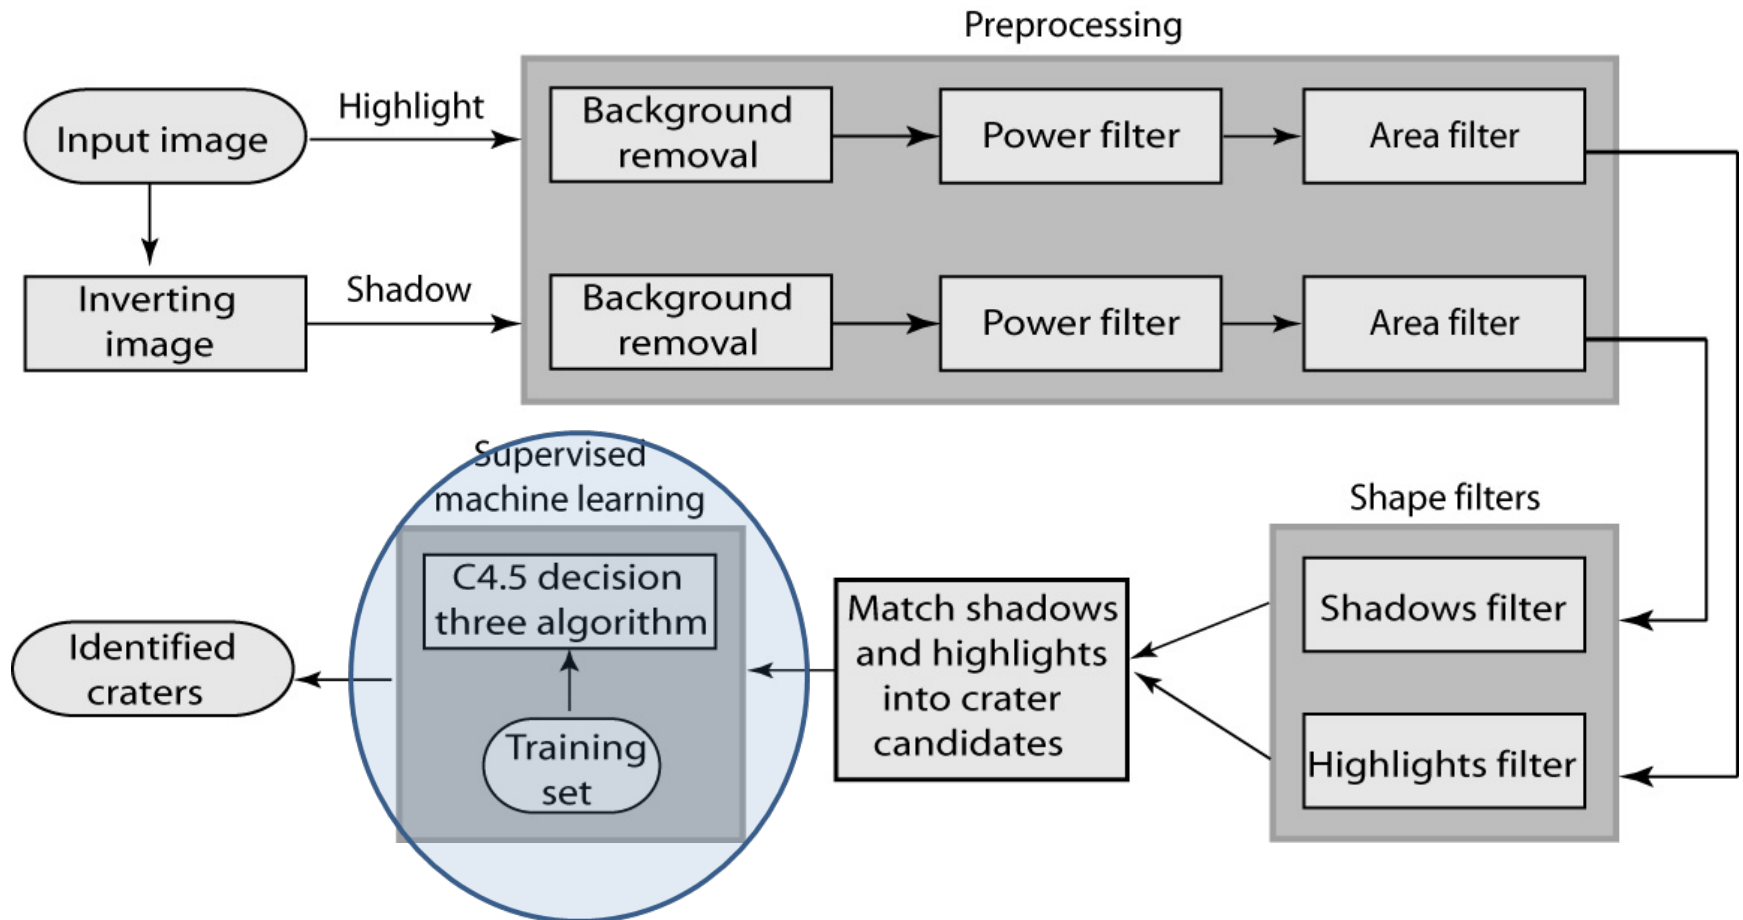 Preprocessing
Input image
Highlight
Background
removal
Power filter
Area filter
Inverting
image
Shadow
Background
removal
Power filter
Area filter
Supervised
machine learning
C4.5 decision
three algorithm
Training
set
Identified
craters
Match shadows
and highlights
into crater
candidates
Shape filters
Shadows filter
Highlights filter